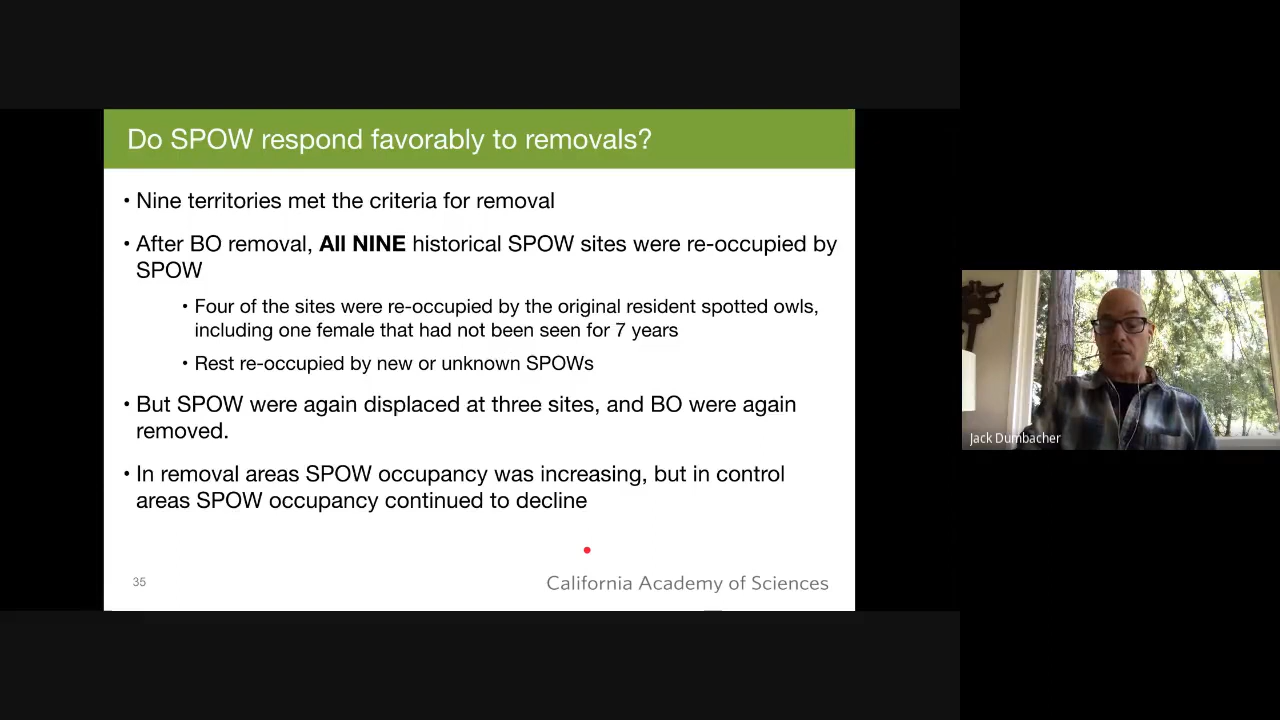 Do SPOW respond favorably to removals?
• Nine territories met the criteria for removal
• After BO removal, All NINE historical SPOW sites were re-occupied by
SPOW
• Four of the sites were re-occupied by the original resident spotted owls,
including one female that had not been seen for 7 years
• Rest re-occupied by new or unknown SPOWs
• But SPOW were again displaced at three sites, and BO were again
removed.
• In removal areas SPOW occupancy was increasing, but in control
areas SPOW occupancy continued to decline
35
California Academy of Sciences
Jack Dumbacher